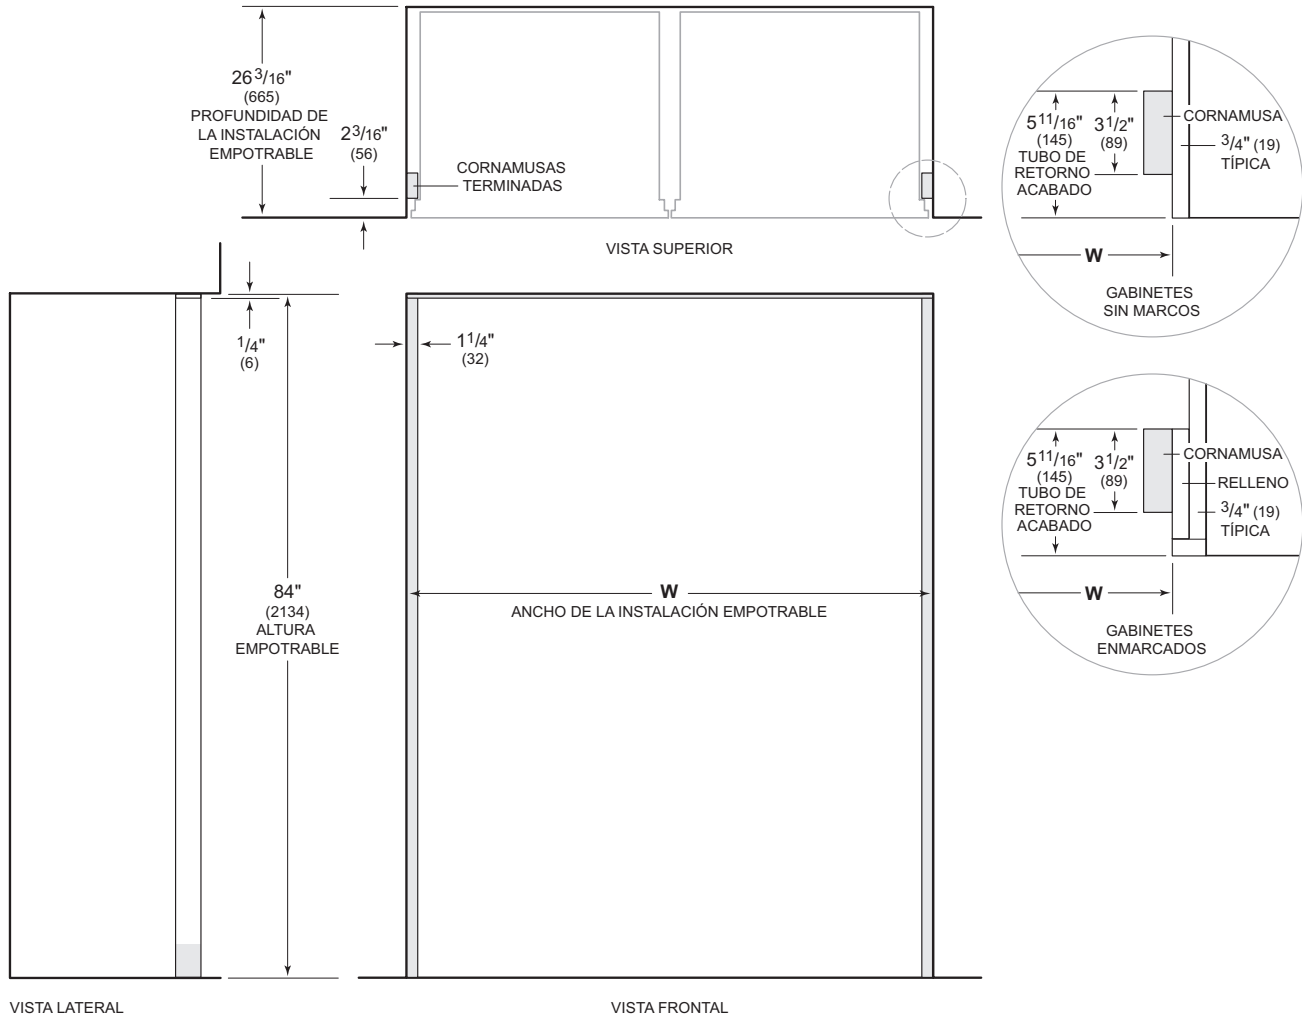 26 3/16"
(665)
PROFUNDIDAD DE
LA INSTALACIÓN
EMPOTRABLE
2 3/16"
(56)
CORNAMUSAS
TERMINADAS
VISTA SUPERIOR
5 11/16"
(145)
TUBO DE
RETORNO
ACABADO
3 1/2"
(89)
CORNAMUSA
3/4" (19)
TÍPICA
W
GABINETES
SIN MARCOS
1/4"
(6)
1 1/4"
(32)
84"
(2134)
ALTURA
EMPOTRABLE
W
ANCHO DE LA INSTALACIÓN EMPOTRABLE
5 11/16"
(145)
TUBO DE
RETORNO
ACABADO
3 1/2"
(89)
CORNAMUSA
RELLENO
3/4" (19)
TÍPICA
W
GABINETES
ENMARCADOS
VISTA LATERAL
VISTA FRONTAL